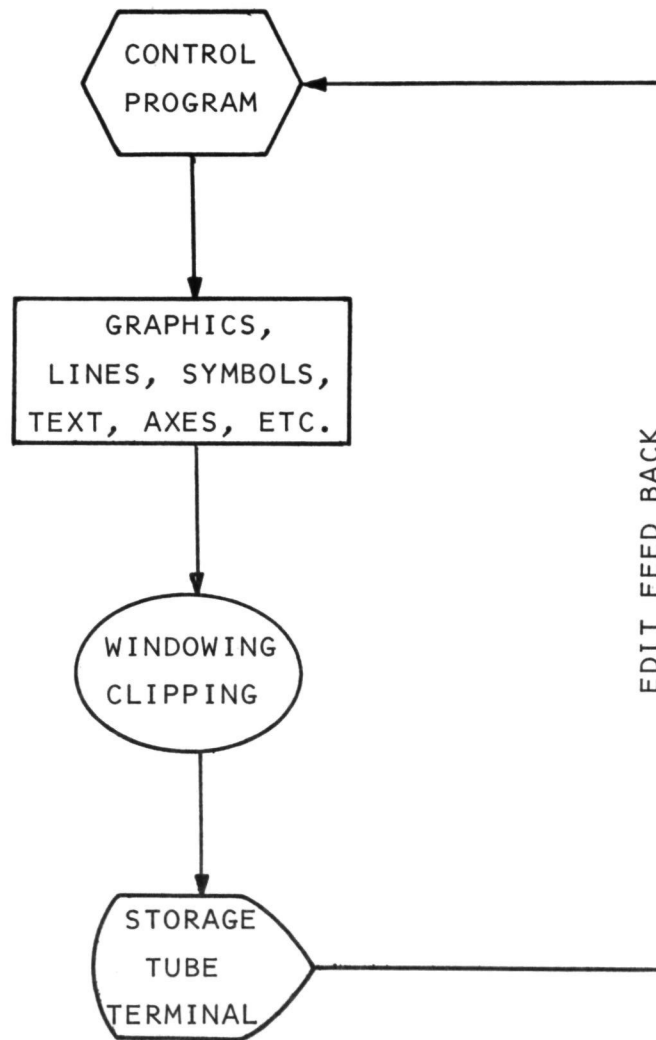 CONTROL
PROGRAM
GRAPHICS,
LINES, SYMBOLS,
TEXT, AXES, ETC.
WINDOWING
CLIPPING
STORAGE
TUBE
TERMINAL
EDIT FEED BACK